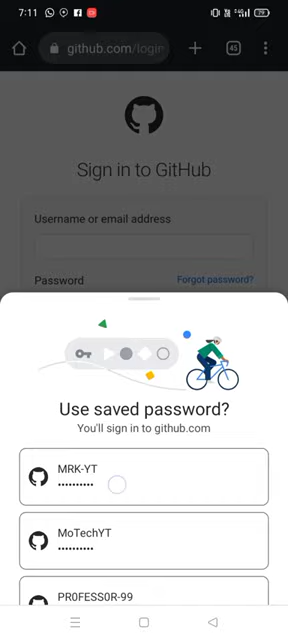 7:11
79
github.com/login
45
Sign in to GitHub
Username or email address
Password
Forgot password?
Use saved password?
You'll sign in to github.com
MRK-YT
••••••••••
MoTechYT
••••••••••
PR0FESS0R-99